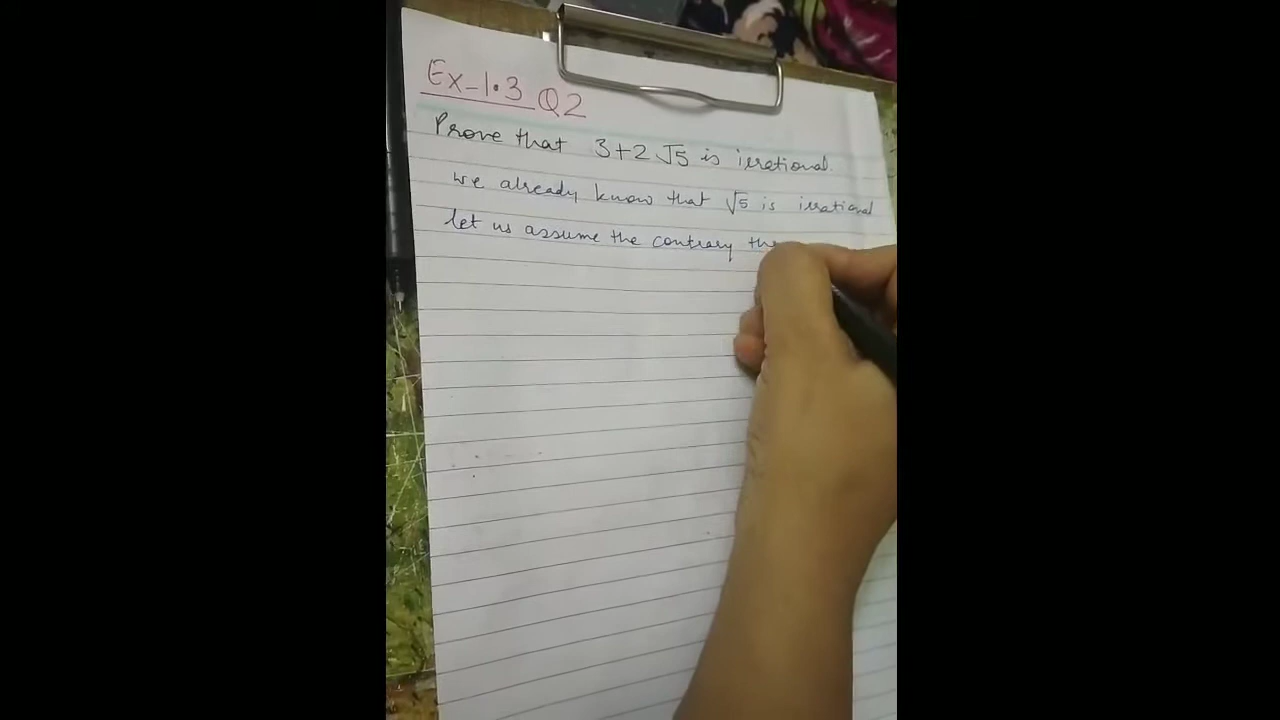 Ex-1.3 Q2
Prove that 3+2√5 is irrational.
We already know that √5 is irrational
let us assume the contrary